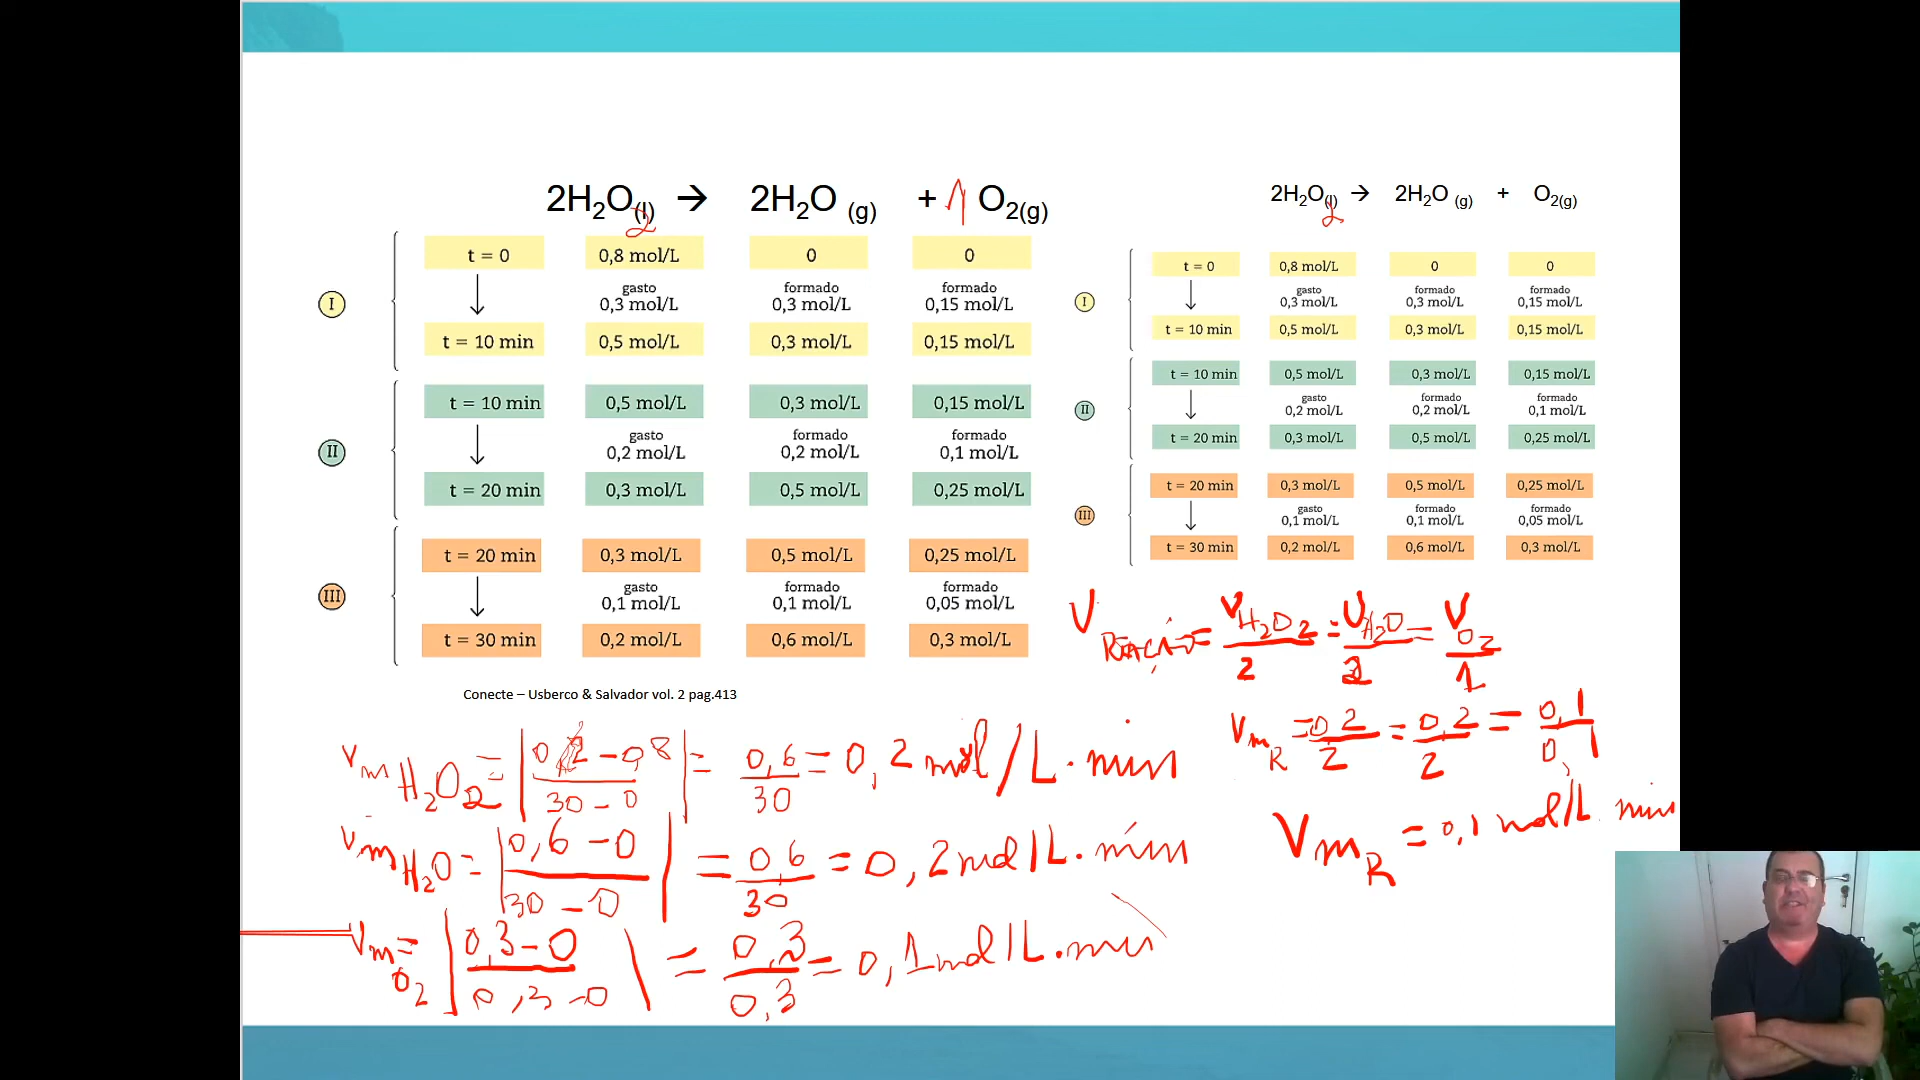 2H₂O₂(l) → 2H₂O (g) + 1 O₂(g)
t = 0 0,8 mol/L 0 0
gasto formado formado
0,3 mol/L 0,3 mol/L 0,15 mol/L
I
t = 10 min 0,5 mol/L 0,3 mol/L 0,15 mol/L
t = 10 min 0,5 mol/L 0,3 mol/L 0,15 mol/L
gasto formado formado
0,2 mol/L 0,2 mol/L 0,1 mol/L
II
t = 20 min 0,3 mol/L 0,5 mol/L 0,25 mol/L
t = 20 min 0,3 mol/L 0,5 mol/L 0,25 mol/L
gasto formado formado
0,1 mol/L 0,1 mol/L 0,05 mol/L
III
t = 30 min 0,2 mol/L 0,6 mol/L 0,3 mol/L
Conecte – Usberco & Salvador vol. 2 pag.413
2H₂O₂(l) → 2H₂O (g) + O₂(g)
t = 0 0,8 mol/L 0 0
gasto formado formado
0,3 mol/L 0,3 mol/L 0,15 mol/L
I
t = 10 min 0,5 mol/L 0,3 mol/L 0,15 mol/L
t = 10 min 0,5 mol/L 0,3 mol/L 0,15 mol/L
gasto formado formado
0,2 mol/L 0,2 mol/L 0,1 mol/L
II
t = 20 min 0,3 mol/L 0,5 mol/L 0,25 mol/L
t = 20 min 0,3 mol/L 0,5 mol/L 0,25 mol/L
gasto formado formado
0,1 mol/L 0,1 mol/L 0,05 mol/L
III
t = 30 min 0,2 mol/L 0,6 mol/L 0,3 mol/L
V REAÇÃO = V H₂O₂ / 2 = V H₂O / 2 = V O₂ / 1
Vm R = 0,2 / 2 = 0,2 / 2 = 0,1 / 0,1
Vm R = 0,1 mol/L. min
Vm H₂O₂ = |0,2 - 0,8 / 30 - 0| = 0,6 / 30 = 0,2 mol/L . min
Vm H₂O = |0,6 - 0 / 30 - 0| = 0,6 / 30 = 0,2 mol/L . min
Vm O₂ = |0,3 - 0 / 0,3 - 0| = 0,3 / 0,3 = 0,1 mol/L . min